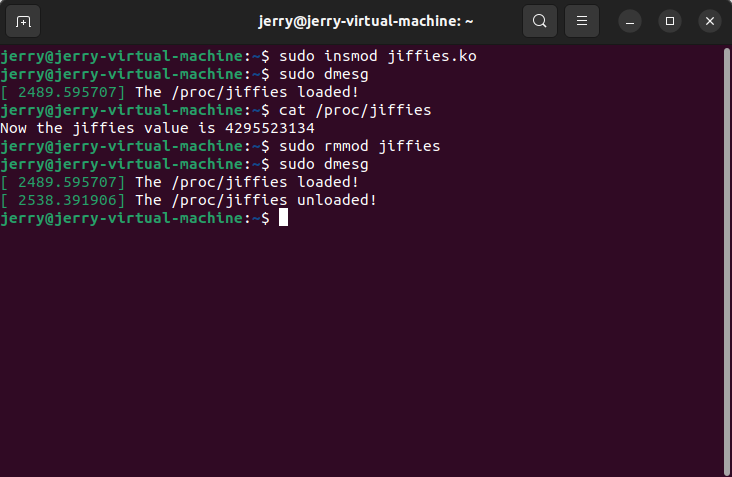 jerry@jerry-virtual-machine: ~
jerry@jerry-virtual-machine:~$ sudo insmod jiffies.ko
jerry@jerry-virtual-machine:~$ sudo dmesg
[ 2489.595707] The /proc/jiffies loaded!
jerry@jerry-virtual-machine:~$ cat /proc/jiffies
Now the jiffies value is 4295523134
jerry@jerry-virtual-machine:~$ sudo rmmod jiffies
jerry@jerry-virtual-machine:~$ sudo dmesg
[ 2489.595707] The /proc/jiffies loaded!
[ 2538.391906] The /proc/jiffies unloaded!
jerry@jerry-virtual-machine:~$